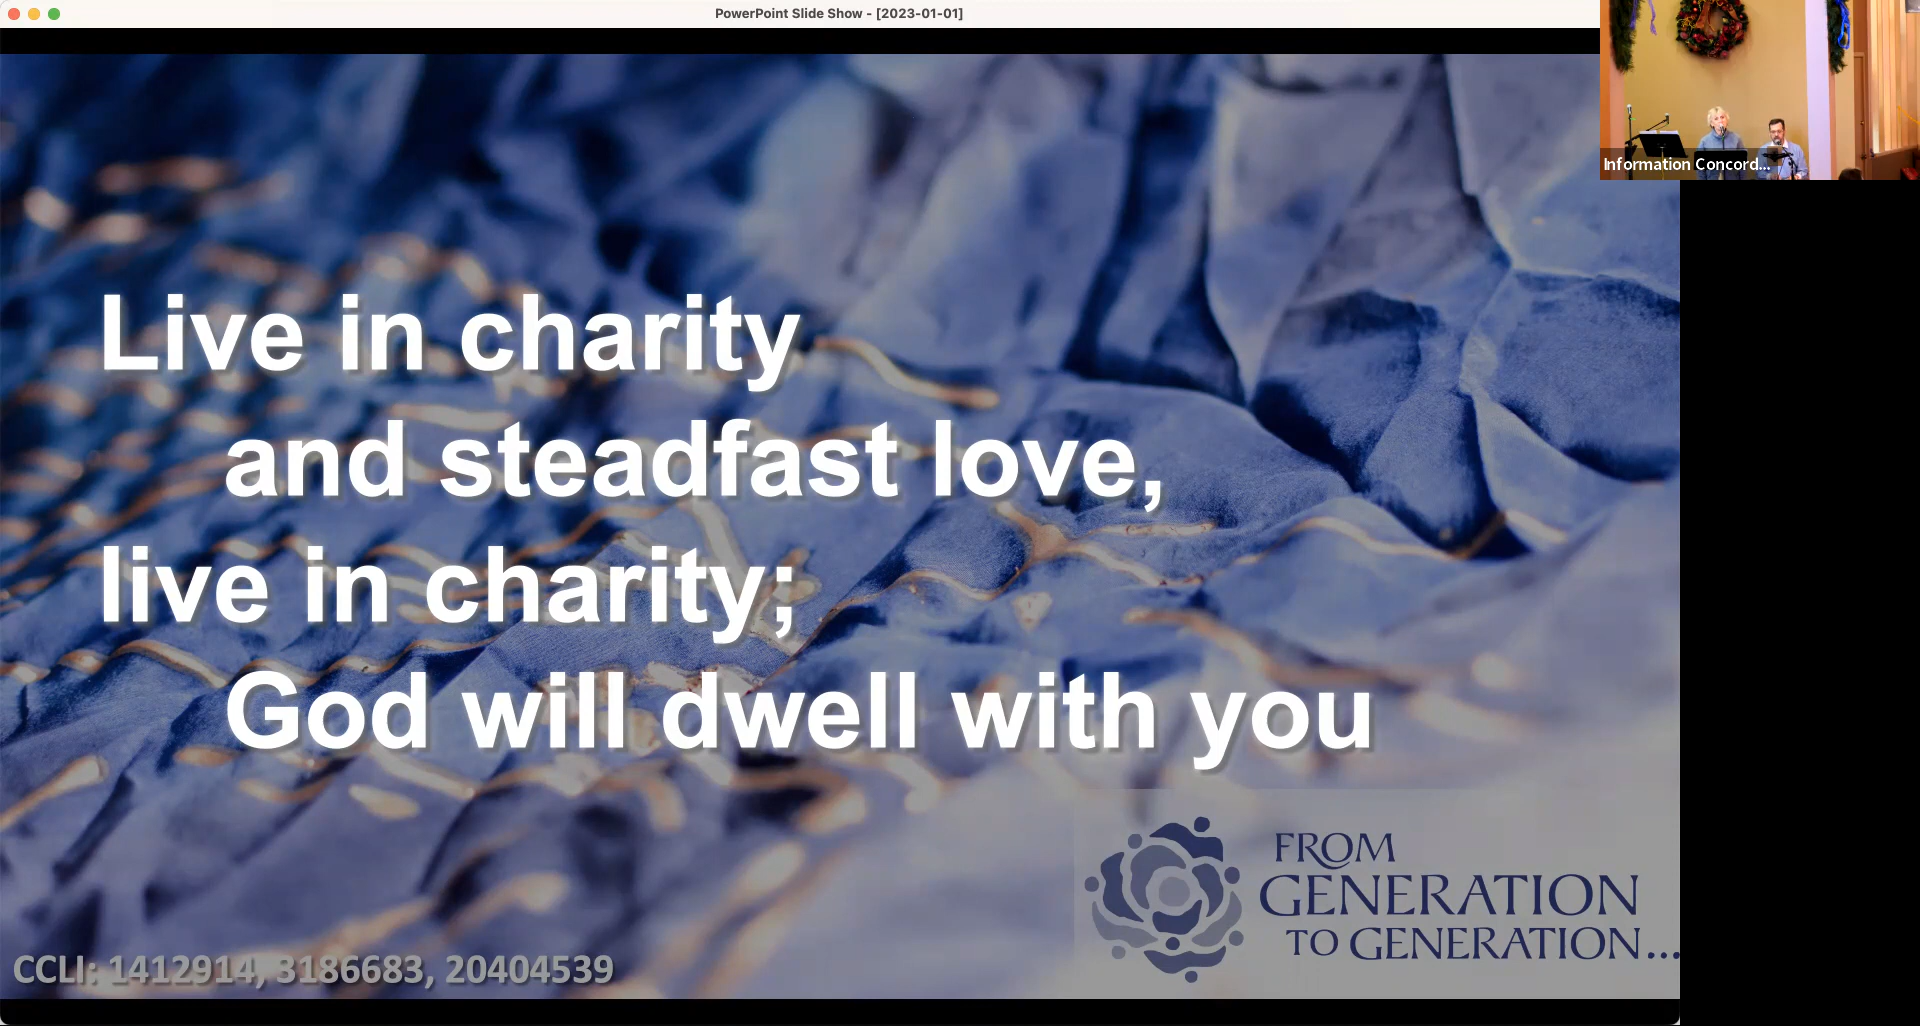 PowerPoint Slide Show - [2023-01-01]
Information Concord...
Live in charity
and steadfast love,
live in charity;
God will dwell with you
FROM
GENERATION
TO GENERATION...
CCLI: 1412914, 3186683, 20404539